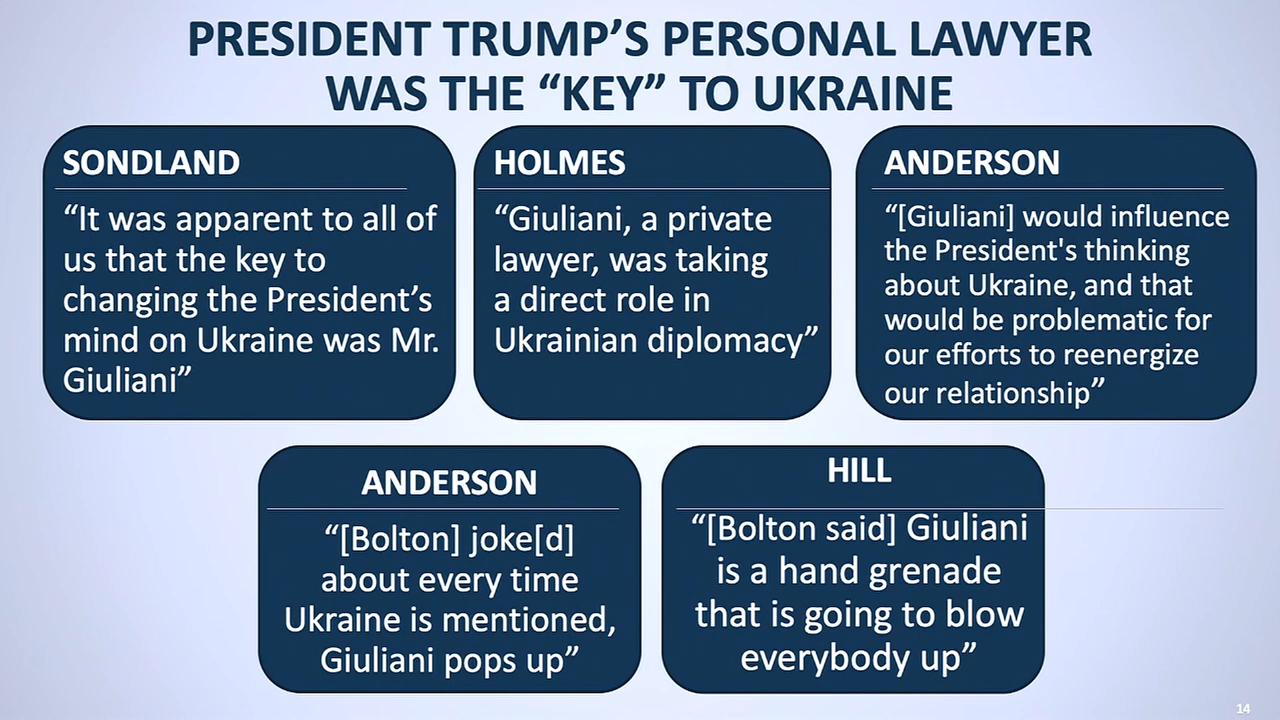 PRESIDENT TRUMP’S PERSONAL LAWYER
WAS THE “KEY” TO UKRAINE
SONDLAND
“It was apparent to all of
us that the key to
changing the President’s
mind on Ukraine was Mr.
Giuliani”
HOLMES
“Giuliani, a private
lawyer, was taking
a direct role in
Ukrainian diplomacy”
ANDERSON
“[Giuliani] would influence
the President's thinking
about Ukraine, and that
would be problematic for
our efforts to reenergize
our relationship”
ANDERSON
“[Bolton] joke[d]
about every time
Ukraine is mentioned,
Giuliani pops up”
HILL
“[Bolton said] Giuliani
is a hand grenade
that is going to blow
everybody up”
14